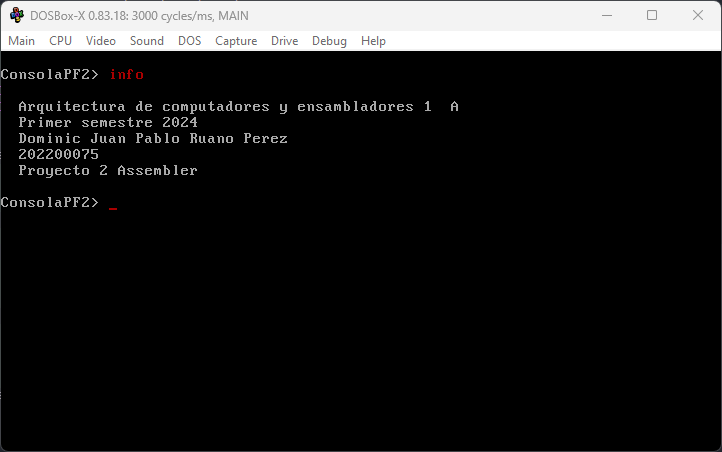 DOSBox-X 0.83.18: 3000 cycles/ms, MAIN
Main CPU Video Sound DOS Capture Drive Debug Help
ConsolaPF2> info
Arquitectura de computadores y ensambladores 1  A
Primer semestre 2024
Dominic Juan Pablo Ruano Perez
202200075
Proyecto 2 Assembler
ConsolaPF2> _